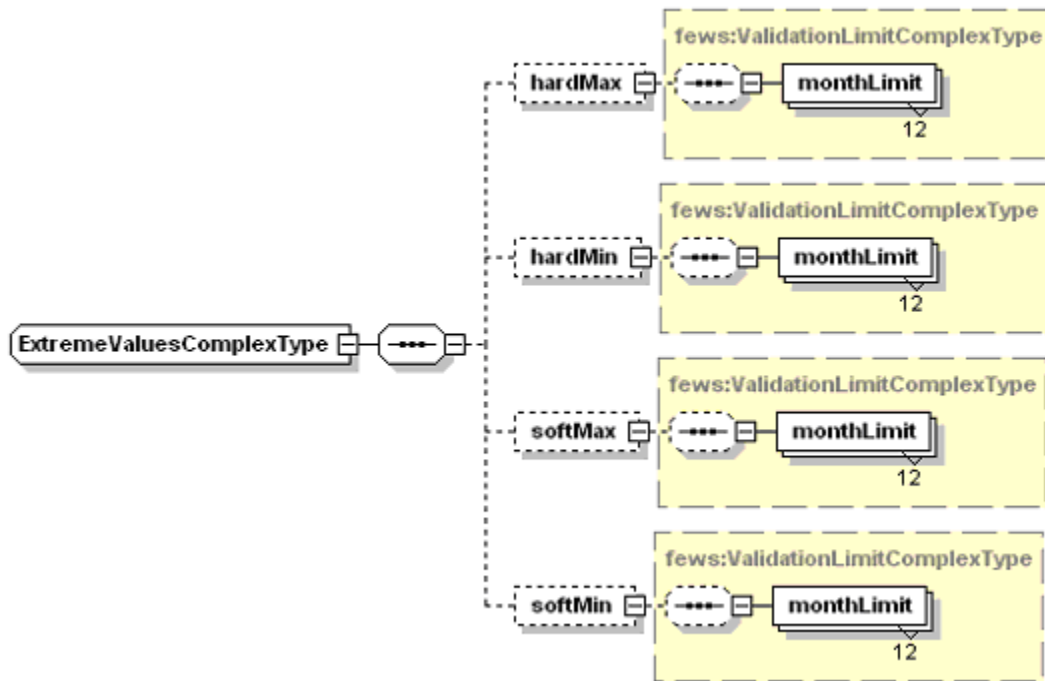 fews:ValidationLimitComplexType
hardMax
monthLimit
12
fews:ValidationLimitComplexType
hardMin
monthLimit
12
ExtremeValuesComplexType
fews:ValidationLimitComplexType
softMax
monthLimit
12
fews:ValidationLimitComplexType
softMin
monthLimit
12